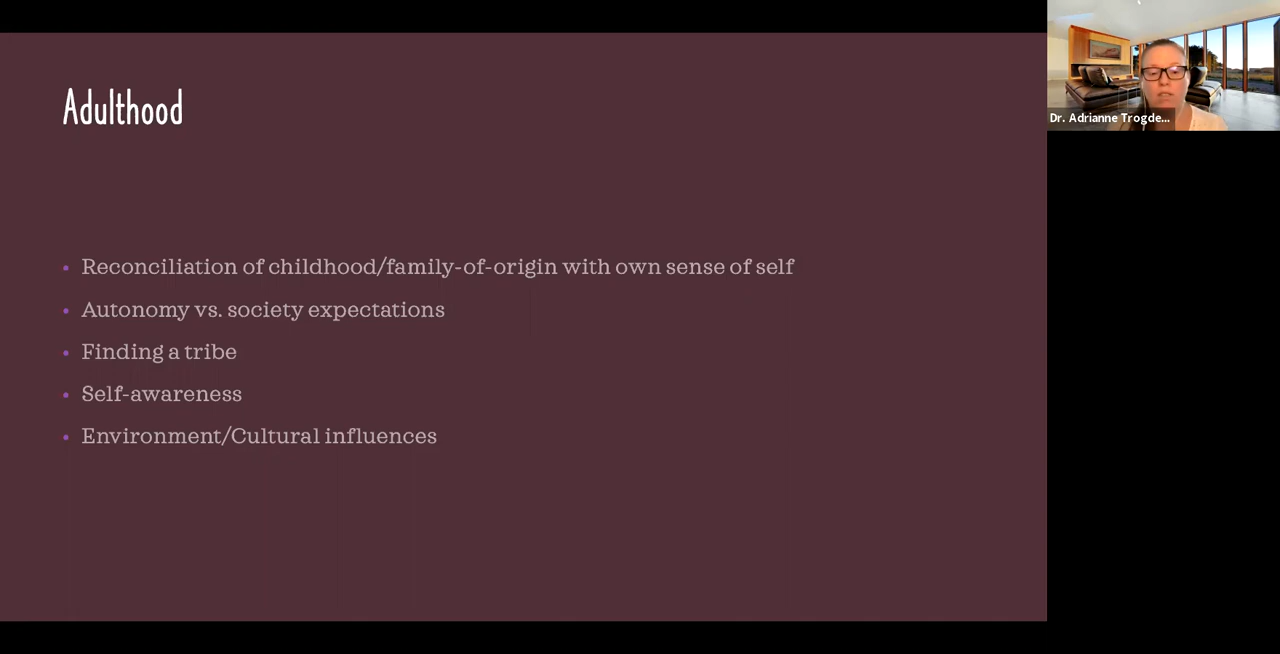 Adulthood
Reconciliation of childhood/family-of-origin with own sense of self
Autonomy vs. society expectations
Finding a tribe
Self-awareness
Environment/Cultural influences
Dr. Adrianne Trogde...